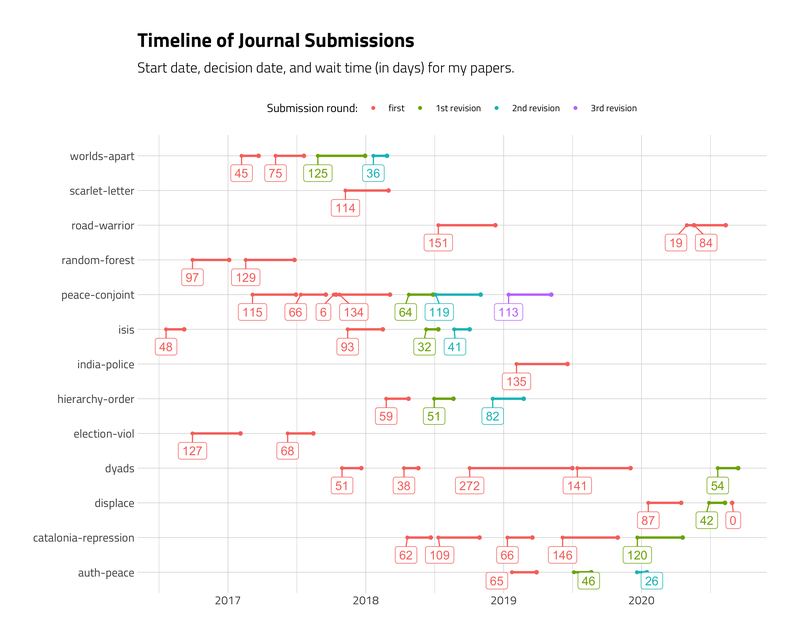 Timeline of Journal Submissions
Start date, decision date, and wait time (in days) for my papers.
Submission round: first 1st revision 2nd revision 3rd revision
worlds-apart
45 75 125 36
scarlet-letter
114
road-warrior
151 19 84
random-forest
97 129
peace-conjoint
115 66 6 134 64 119 113
isis
48 93 32 41
india-police
135
hierarchy-order
59 51 82
election-viol
127 68
dyads
51 38 272 141 54
displace
87 42 0
catalonia-repression
62 109 66 146 120
auth-peace
65 46 26
2017 2018 2019 2020